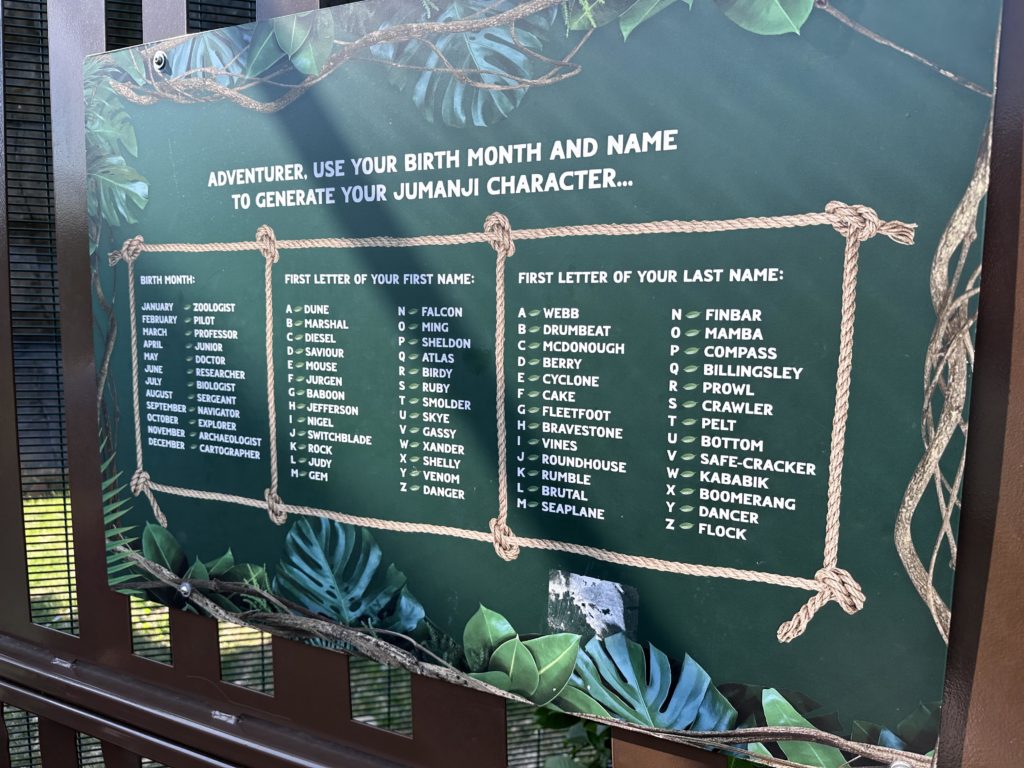 ADVENTURER, USE YOUR BIRTH MONTH AND NAME
TO GENERATE YOUR JUMANJI CHARACTER...
BIRTH MONTH:
JANUARY ZOOLOGIST
FEBRUARY PILOT
MARCH PROFESSOR
APRIL JUNIOR
MAY DOCTOR
JUNE RESEARCHER
JULY BIOLOGIST
AUGUST SERGEANT
SEPTEMBER NAVIGATOR
OCTOBER EXPLORER
NOVEMBER ARCHAEOLOGIST
DECEMBER CARTOGRAPHER
FIRST LETTER OF YOUR FIRST NAME:
A DUNE
B MARSHAL
C DIESEL
D SAVIOUR
E MOUSE
F JURGEN
G BABOON
H JEFFERSON
I NIGEL
J SWITCHBLADE
K ROCK
L JUDY
M GEM
N FALCON
O MING
P SHELDON
Q ATLAS
R BIRDY
S RUBY
T SMOLDER
U SKYE
V GASSY
W XANDER
X SHELLY
Y VENOM
Z DANGER
FIRST LETTER OF YOUR LAST NAME:
A WEBB
B DRUMBEAT
C MCDONOUGH
D BERRY
E CYCLONE
F CAKE
G FLEETFOOT
H BRAVESTONE
I VINES
J ROUNDHOUSE
K RUMBLE
L BRUTAL
M SEAPLANE
N FINBAR
O MAMBA
P COMPASS
Q BILLINGSLEY
R PROWL
S CRAWLER
T PELT
U BOTTOM
V SAFE-CRACKER
W KABABIK
X BOOMERANG
Y DANCER
Z FLOCK